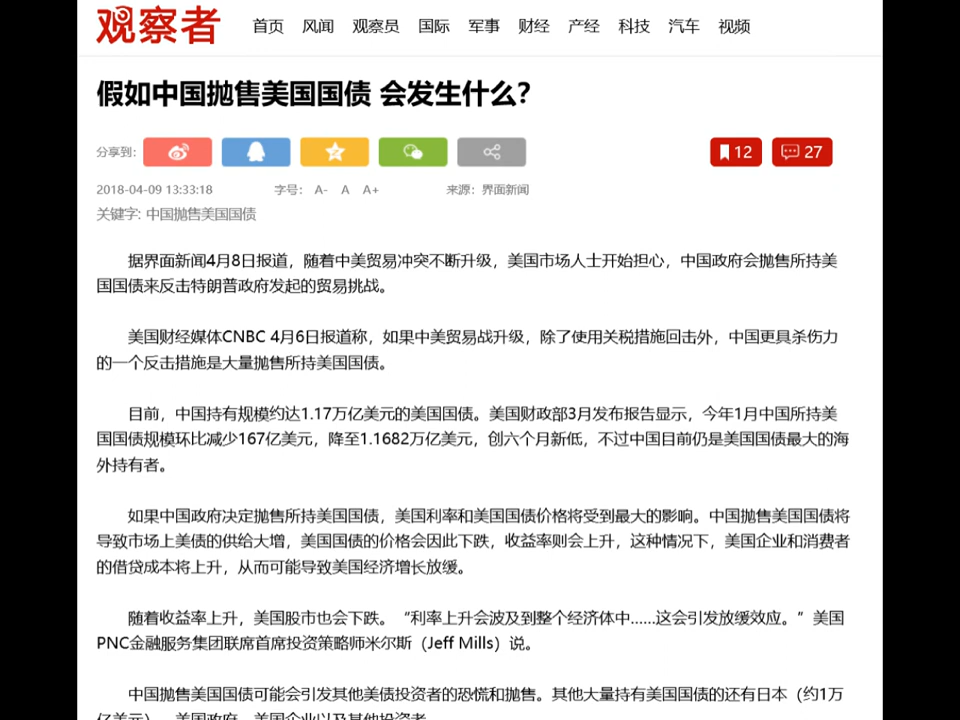 观察者
首页 风闻 观察员 国际 军事 财经 产经 科技 汽车 视频
假如中国抛售美国国债 会发生什么？
分享到: 12 27
2018-04-09 13:33:18 字号： A- A A+ 来源：界面新闻
关键字: 中国抛售美国国债
据界面新闻4月8日报道，随着中美贸易冲突不断升级，美国市场人士开始担心，中国政府会抛售所持美
国国债来反击特朗普政府发起的贸易挑战。
美国财经媒体CNBC 4月6日报道称，如果中美贸易战升级，除了使用关税措施回击外，中国更具杀伤力
的一个反击措施是大量抛售所持美国国债。
目前，中国持有规模约达1.17万亿美元的美国国债。美国财政部3月发布报告显示，今年1月中国所持美
国国债规模环比减少167亿美元，降至1.1682万亿美元，创六个月新低，不过中国目前仍是美国国债最大的海
外持有者。
如果中国政府决定抛售所持美国国债，美国利率和美国国债价格将受到最大的影响。中国抛售美国国债将
导致市场上美债的供给大增，美国国债的价格会因此下跌，收益率则会上升，这种情况下，美国企业和消费者
的借贷成本将上升，从而可能导致美国经济增长放缓。
随着收益率上升，美国股市也会下跌。“利率上升会波及到整个经济体中......这会引发放缓效应。”美国
PNC金融服务集团联席首席投资策略师米尔斯（Jeff Mills）说。
中国抛售美国国债可能会引发其他美债投资者的恐慌和抛售。其他大量持有美国国债的还有日本（约1万
亿美元）、美国政府、美国企业以及其他投资者